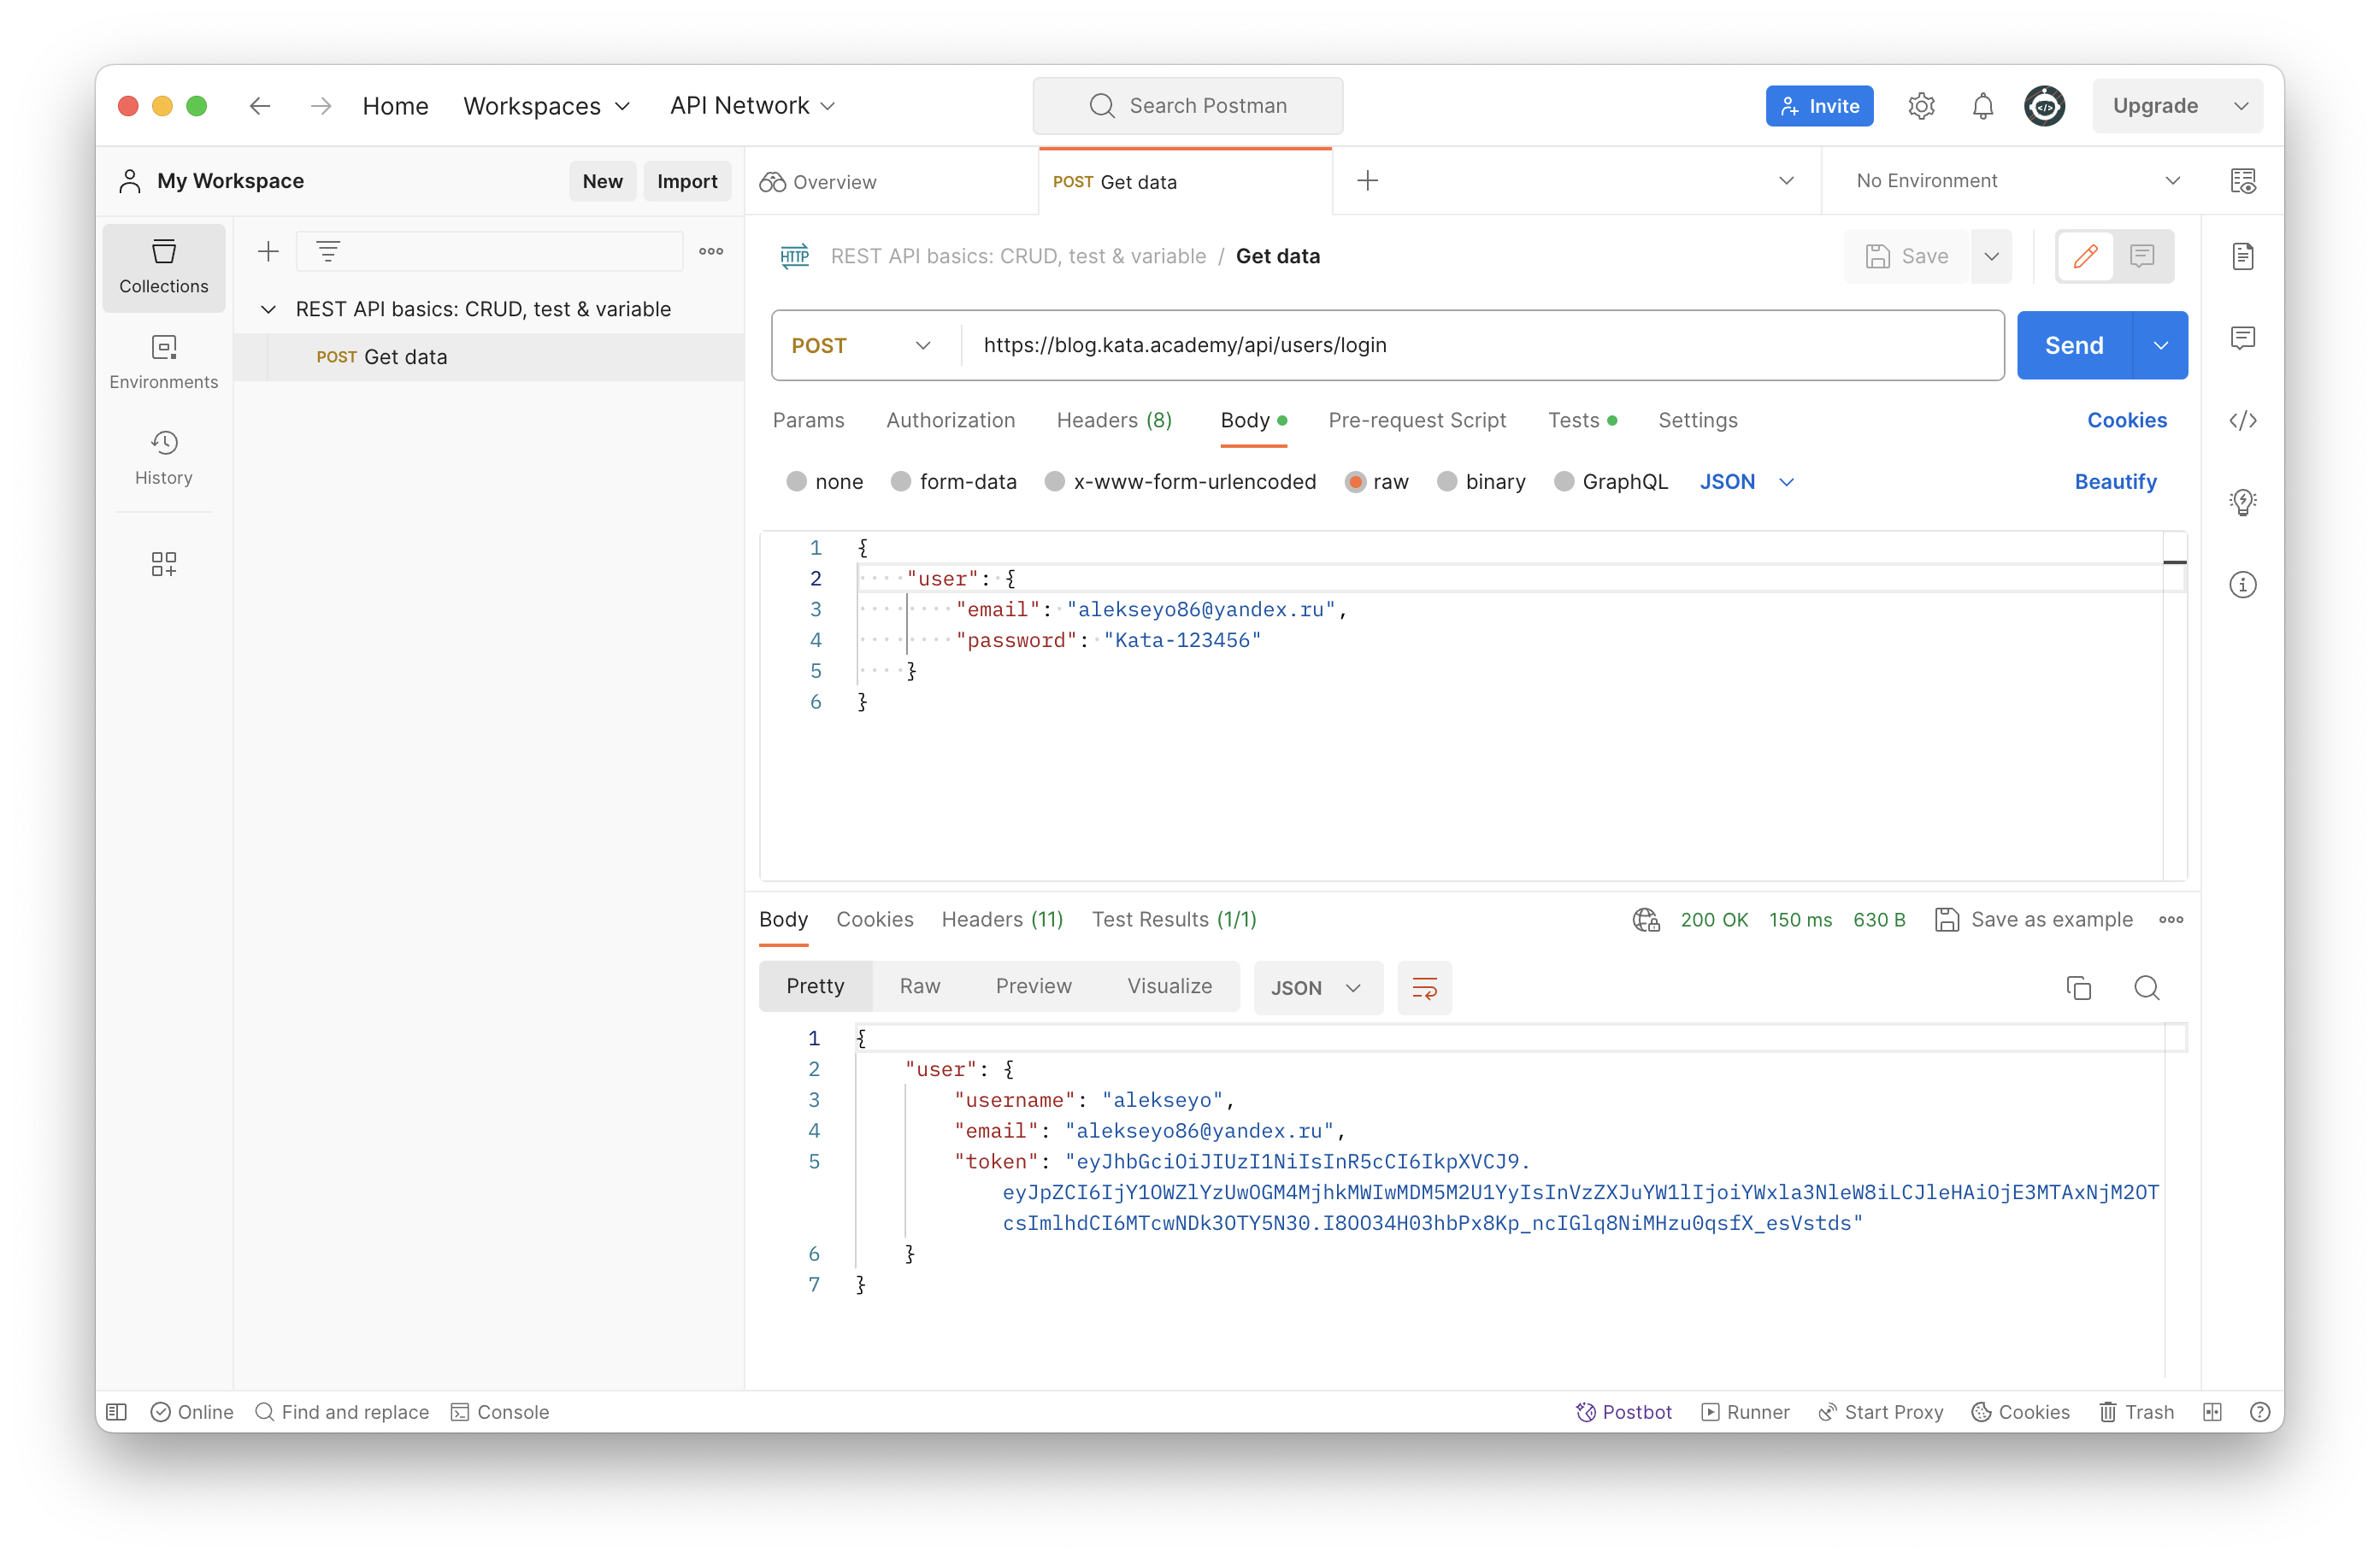 Home
Workspaces
API Network
Search Postman
Invite
Upgrade
My Workspace
New
Import
Overview
POST Get data
No Environment
Collections
Environments
History
REST API basics: CRUD, test & variable
POST Get data
HTTP REST API basics: CRUD, test & variable / Get data
Save
POST
https://blog.kata.academy/api/users/login
Send
Params
Authorization
Headers (8)
Body
Pre-request Script
Tests
Settings
Cookies
none
form-data
x-www-form-urlencoded
raw
binary
GraphQL
JSON
Beautify
1 {
2 "user": {
3 "email": "alekseyo86@yandex.ru",
4 "password": "Kata-123456"
5 }
6 }
Body
Cookies
Headers (11)
Test Results (1/1)
200 OK
150 ms
630 B
Save as example
Pretty
Raw
Preview
Visualize
JSON
1 {
2 "user": {
3 "username": "alekseyo",
4 "email": "alekseyo86@yandex.ru",
5 "token": "eyJhbGciOiJIUzI1NiIsInR5cCI6IkpXVCJ9.
eyJpZCI6IjY1OWZlYzUwOGM4MjhkMWIwMDM5M2U1YyIsInVzZXJuYW1lIjoiYWxla3NleW8iLCJleHAiOjE3MTAxNjM2OT
csImlhdCI6MTcwNDk3OTY5N30.I8OO34H03hbPx8Kp_ncIGlq8NiMHzu0qsfX_esVstds"
6 }
7 }
Online
Find and replace
Console
Postbot
Runner
Start Proxy
Cookies
Trash